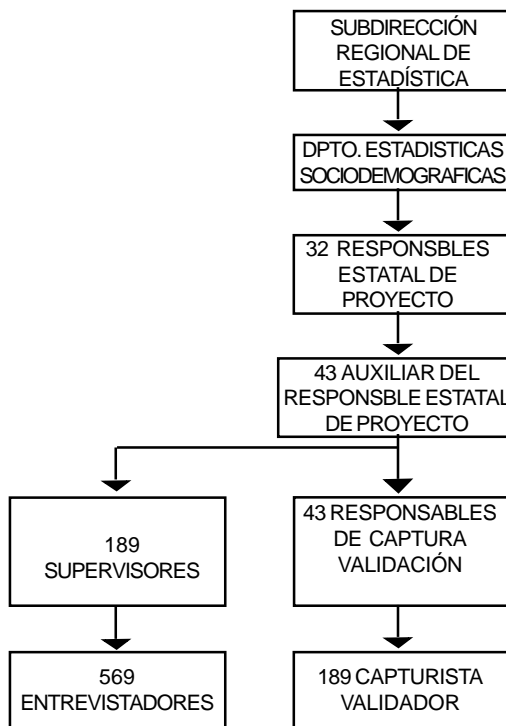 SUBDIRECCIÓN
REGIONAL DE
ESTADÍSTICA
DPTO. ESTADISTICAS
SOCIODEMOGRAFICAS
32 RESPONSBLES
ESTATAL DE
PROYECTO
43 AUXILIAR DEL
RESPONSBLE ESTATAL
DE PROYECTO
189
SUPERVISORES
43 RESPONSABLES
DE CAPTURA
VALIDACIÓN
569
ENTREVISTADORES
189 CAPTURISTA
VALIDADOR